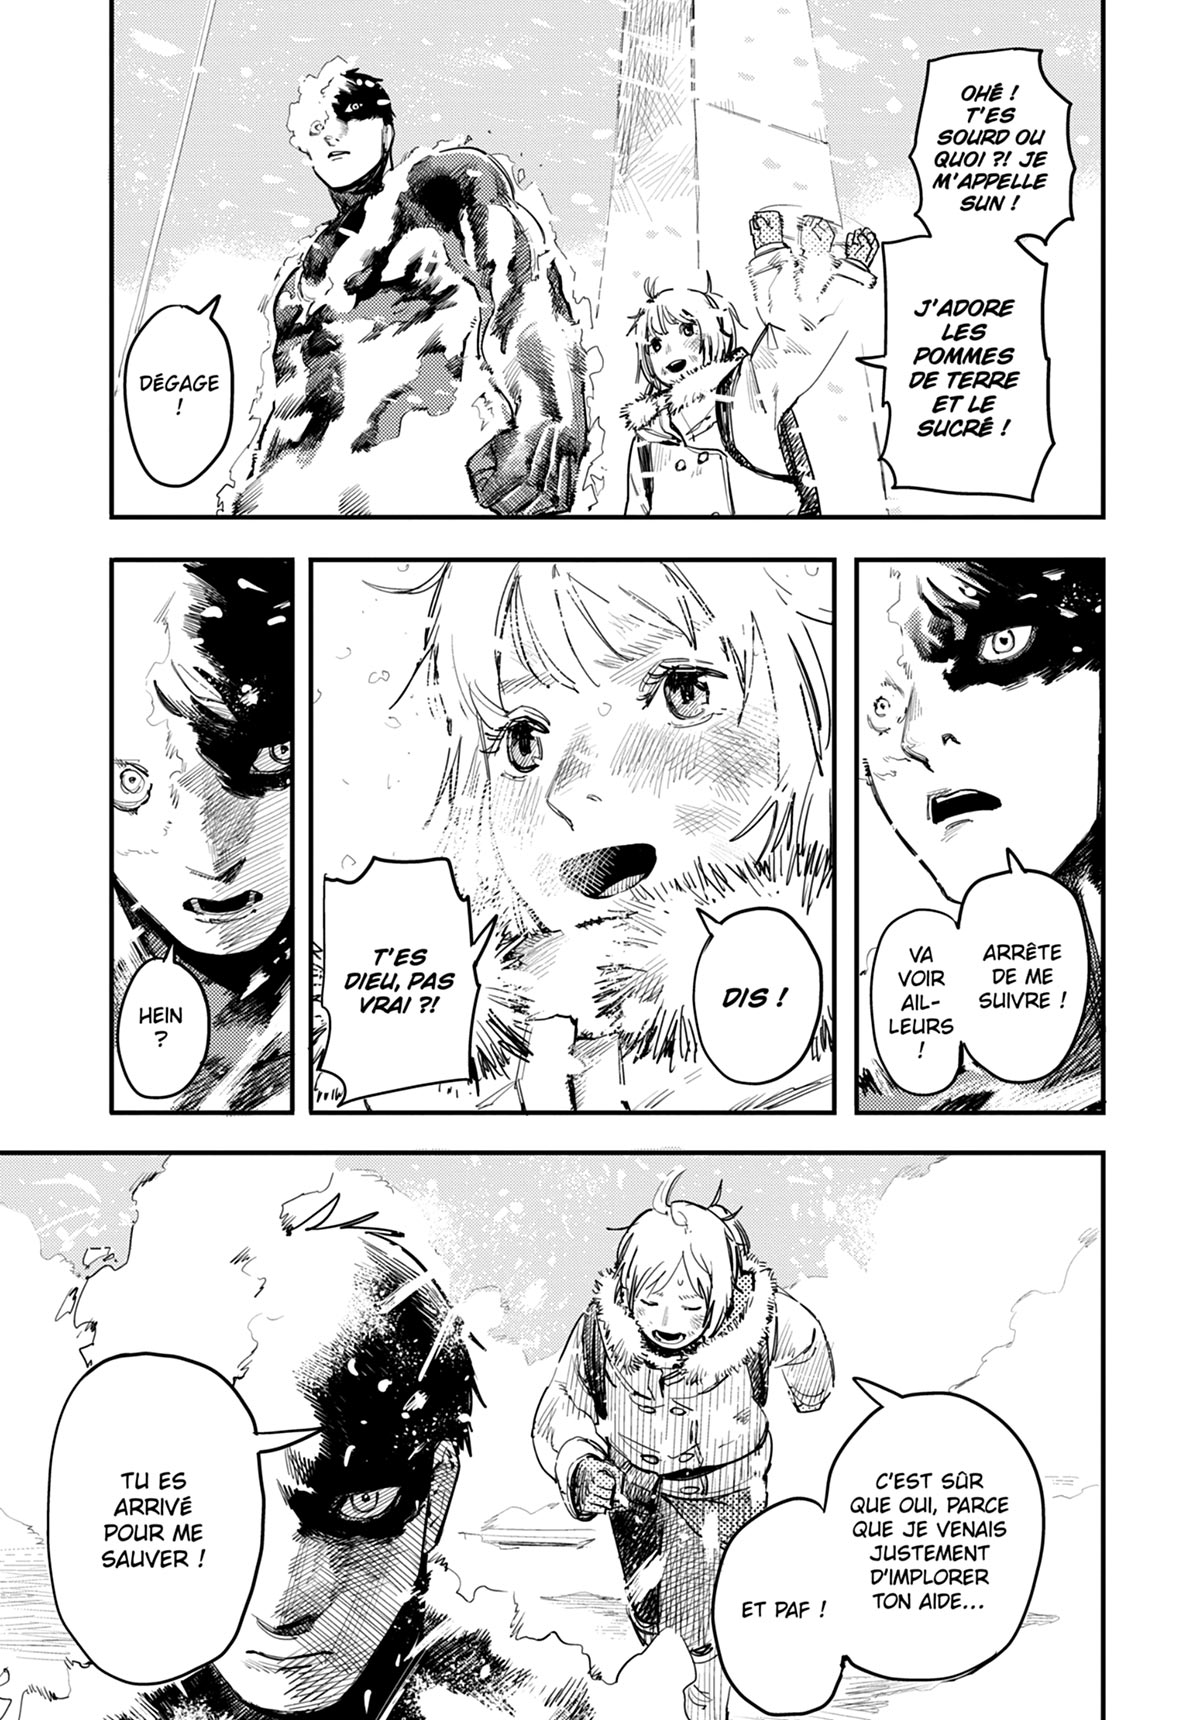 OHÉ !
T'ES
SOURD OU
QUOI ?! JE
M'APPELLE
SUN !
J'ADORE
LES
POMMES
DE TERRE
ET LE
SUCRÉ !
DÉGAGE
!
ARRÊTE
DE ME
SUIVRE !
VA
VOIR
AIL-
LEURS
!
DIS !
T'ES
DIEU, PAS
VRAI ?!
HEIN
?
C'EST SÛR
QUE OUI, PARCE
QUE JE VENAIS
JUSTEMENT
D'IMPLORER
TON AIDE...
ET PAF !
TU ES
ARRIVÉ
POUR ME
SAUVER !